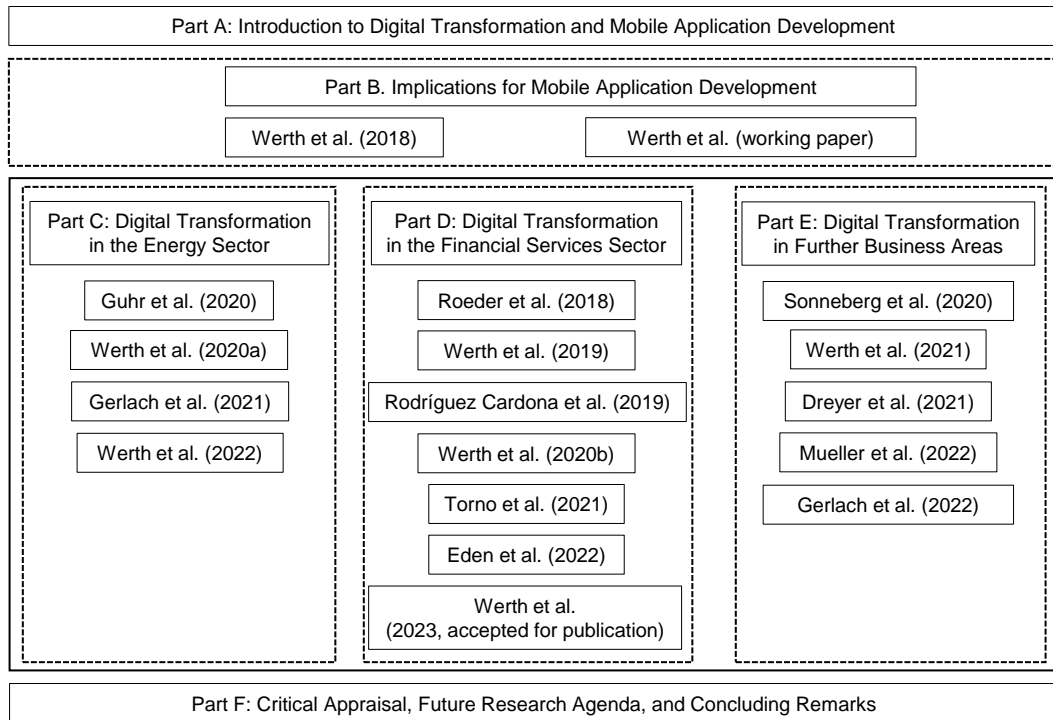 Part A: Introduction to Digital Transformation and Mobile Application Development
Part B. Implications for Mobile Application Development
Werth et al. (2018)
Werth et al. (working paper)
Part C: Digital Transformation
in the Energy Sector
Guhr et al. (2020)
Werth et al. (2020a)
Gerlach et al. (2021)
Werth et al. (2022)
Part D: Digital Transformation
in the Financial Services Sector
Roeder et al. (2018)
Werth et al. (2019)
Rodríguez Cardona et al. (2019)
Werth et al. (2020b)
Torno et al. (2021)
Eden et al. (2022)
Werth et al.
(2023, accepted for publication)
Part E: Digital Transformation
in Further Business Areas
Sonneberg et al. (2020)
Werth et al. (2021)
Dreyer et al. (2021)
Mueller et al. (2022)
Gerlach et al. (2022)
Part F: Critical Appraisal, Future Research Agenda, and Concluding Remarks